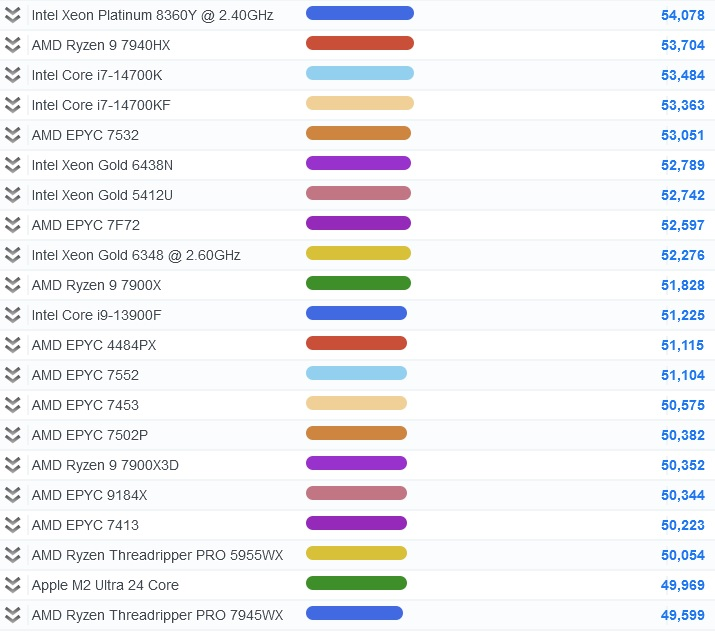 Intel Xeon Platinum 8360Y @ 2.40GHz 54,078
AMD Ryzen 9 7940HX 53,704
Intel Core i7-14700K 53,484
Intel Core i7-14700KF 53,363
AMD EPYC 7532 53,051
Intel Xeon Gold 6438N 52,789
Intel Xeon Gold 5412U 52,742
AMD EPYC 7F72 52,597
Intel Xeon Gold 6348 @ 2.60GHz 52,276
AMD Ryzen 9 7900X 51,828
Intel Core i9-13900F 51,225
AMD EPYC 4484PX 51,115
AMD EPYC 7552 51,104
AMD EPYC 7453 50,575
AMD EPYC 7502P 50,382
AMD Ryzen 9 7900X3D 50,352
AMD EPYC 9184X 50,344
AMD EPYC 7413 50,223
AMD Ryzen Threadripper PRO 5955WX 50,054
Apple M2 Ultra 24 Core 49,969
AMD Ryzen Threadripper PRO 7945WX 49,599